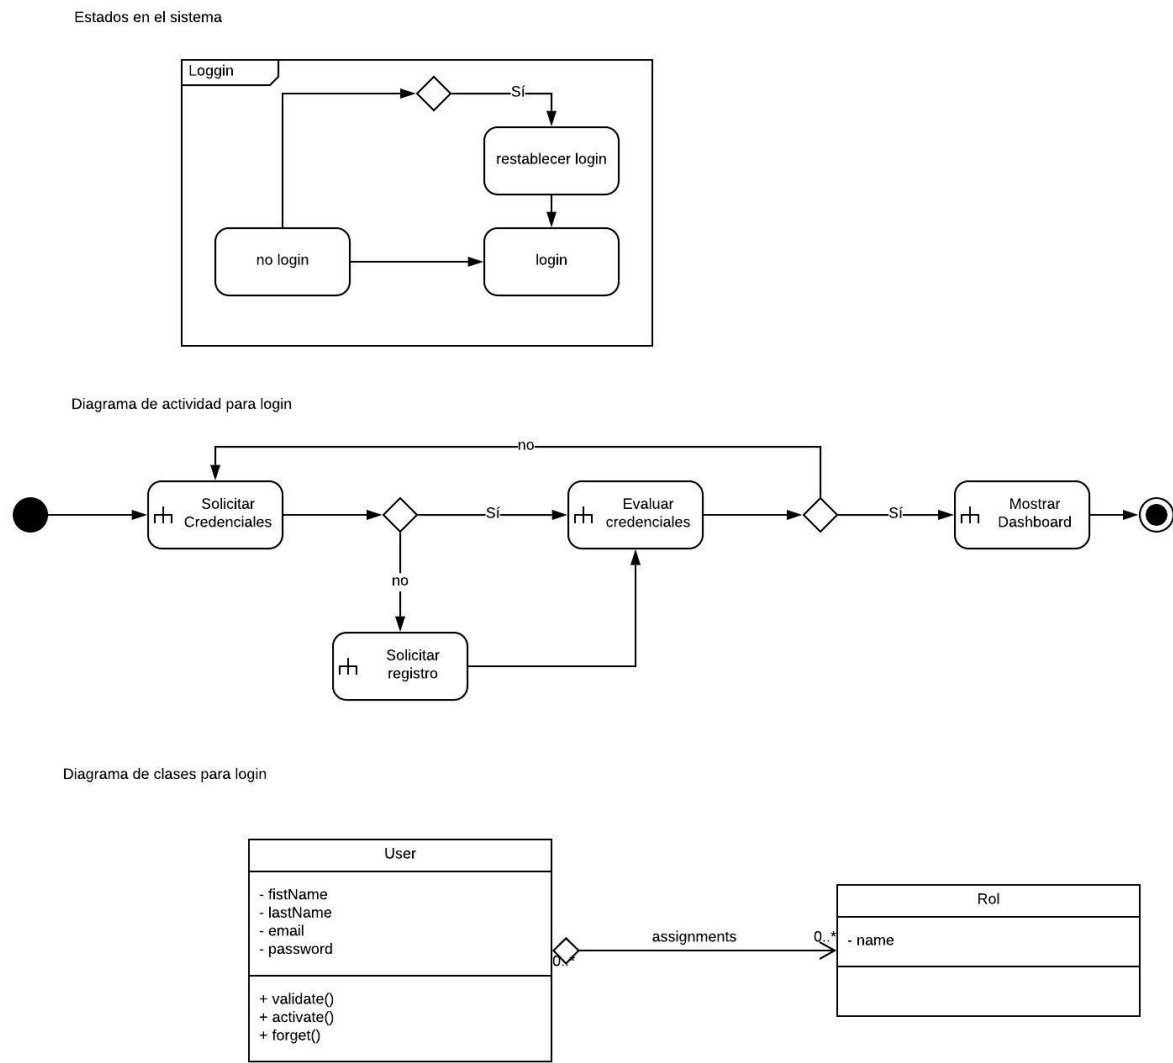 Estados en el sistema
Loggin
Sí
restablecer login
no login
login
Diagrama de actividad para login
no
Solicitar
Credenciales
Sí
Evaluar
credenciales
Sí
Mostrar
Dashboard
no
Solicitar
registro
Diagrama de clases para login
User
- fistName
- lastName
- email
- password
+ validate()
+ activate()
+ forget()
0..*
assignments
0..*
Rol
- name